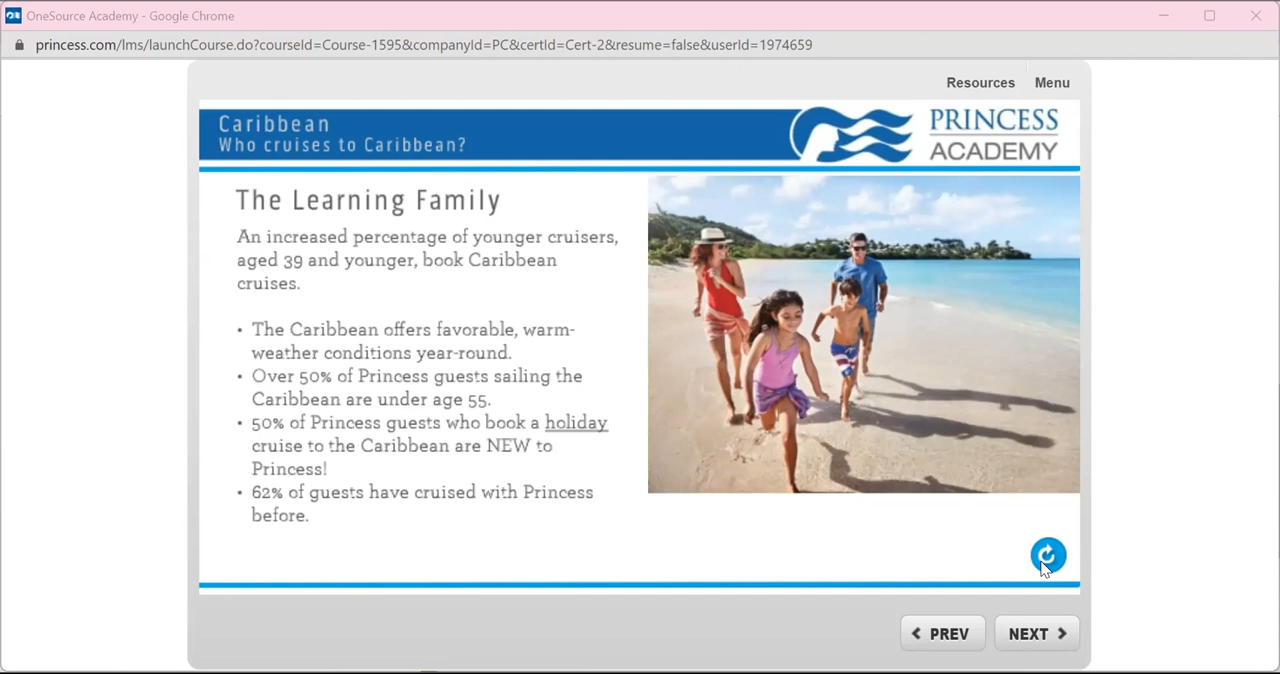 OneSource Academy - Google Chrome
princess.com/lms/launchCourse.do?courseId=Course-1595&companyId=PC&certId=Cert-2&resume=false&userId=1974659
Resources
Menu
Caribbean
Who cruises to Caribbean?
PRINCESS
ACADEMY
The Learning Family
An increased percentage of younger cruisers,
aged 39 and younger, book Caribbean
cruises.
• The Caribbean offers favorable, warm-
weather conditions year-round.
• Over 50% of Princess guests sailing the
Caribbean are under age 55.
• 50% of Princess guests who book a holiday
cruise to the Caribbean are NEW to
Princess!
• 62% of guests have cruised with Princess
before.
PREV
NEXT